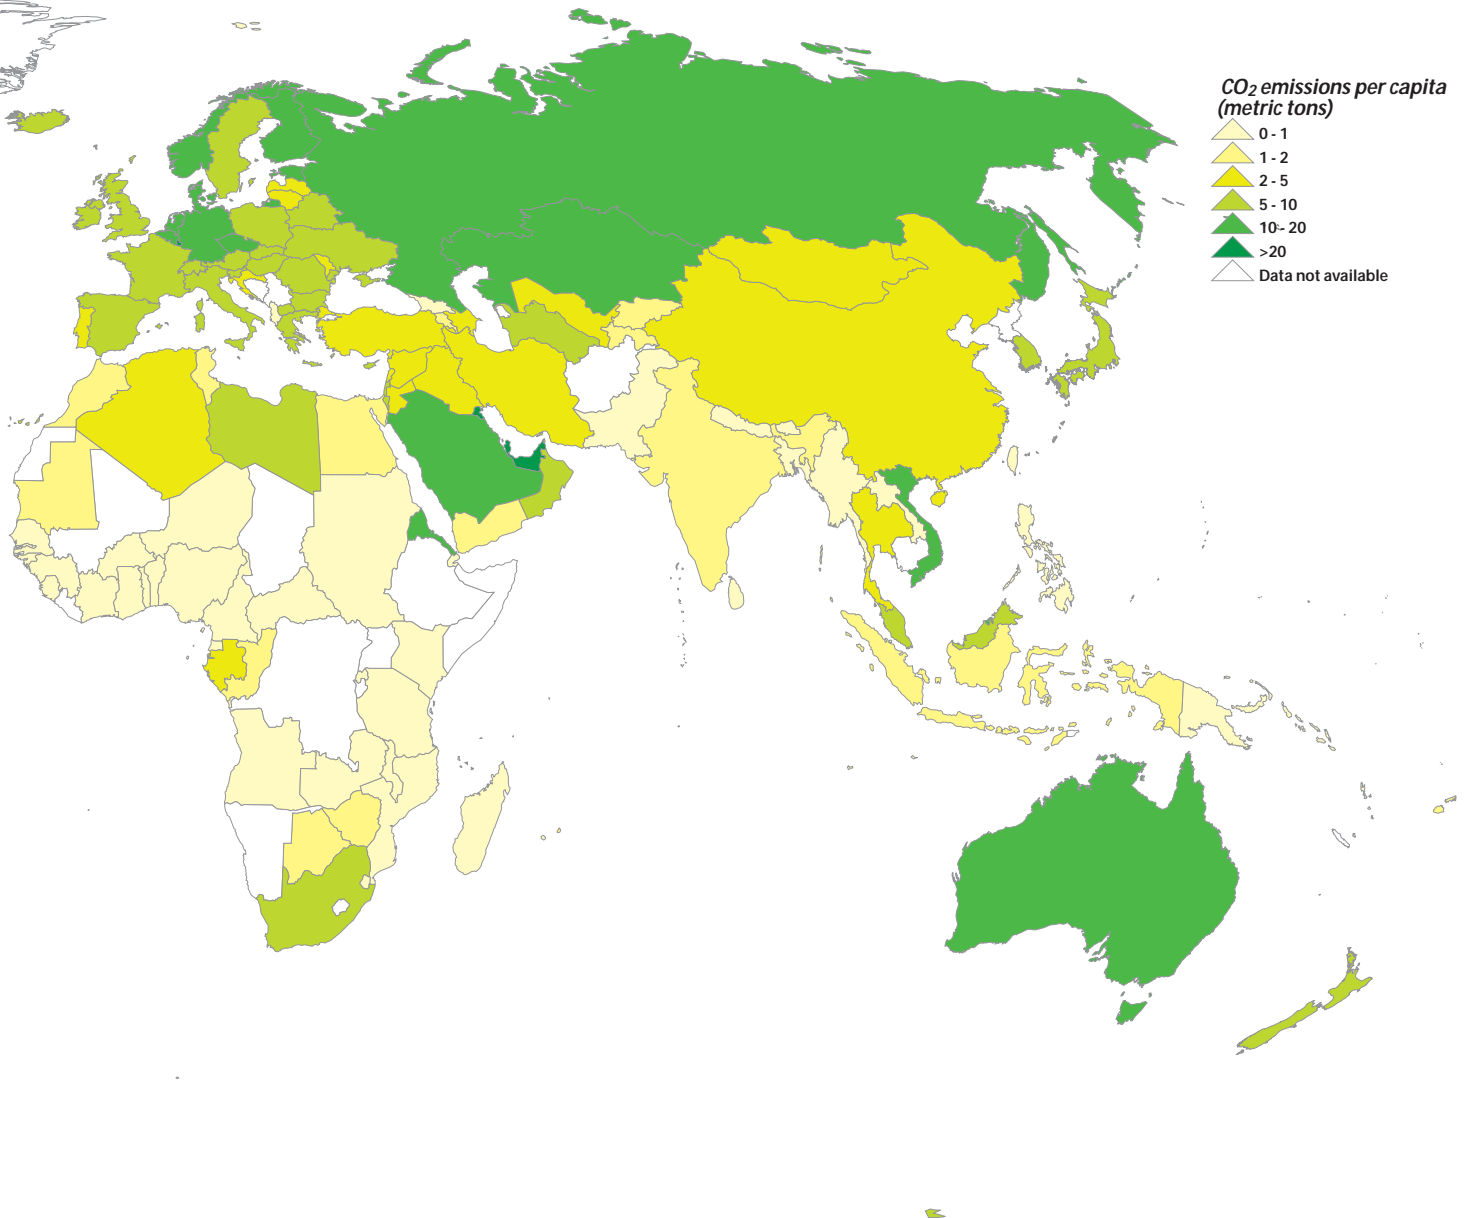 CO2 emissions per capita
(metric tons)
0 - 1
1 - 2
2 - 5
5 - 10
10 - 20
>20
Data not available